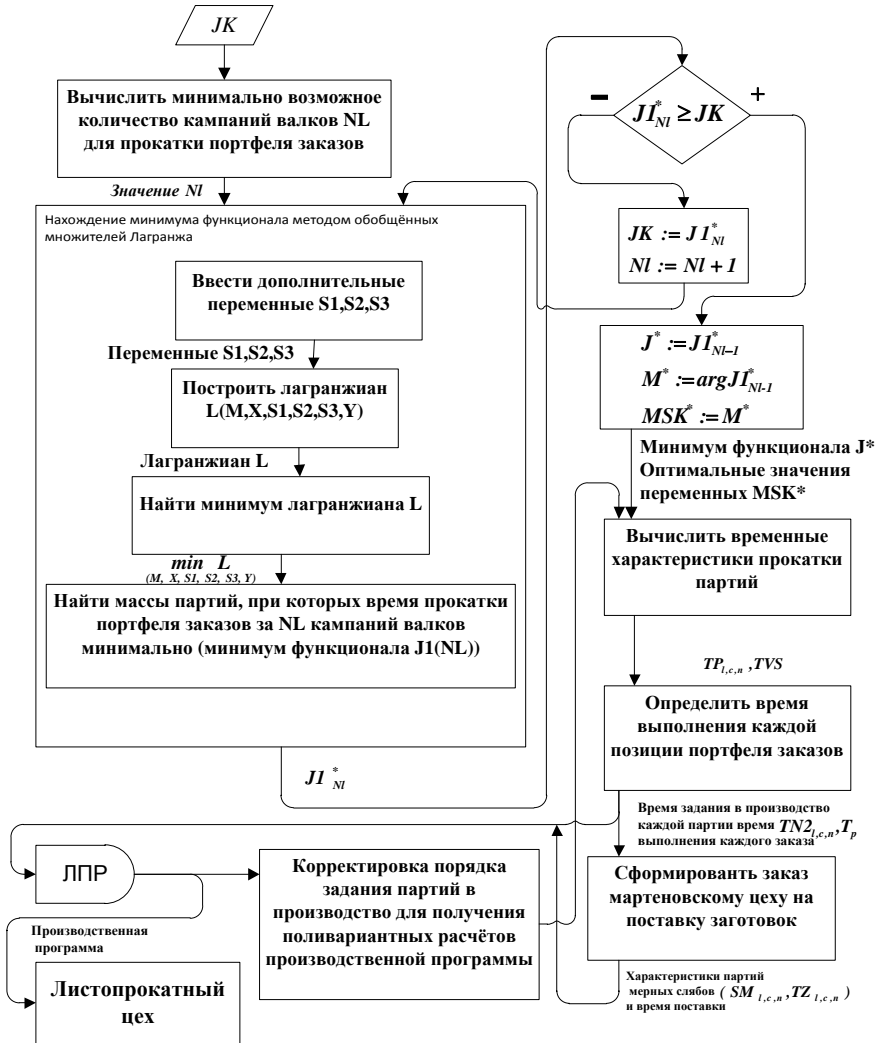 JK
Вычислить минимально возможное
количество кампаний валков NL
для прокатки портфеля заказов
Значение Nl
Нахождение минимума функционала методом обобщённых
множителей Лагранжа
Ввести дополнительные
переменные S1,S2,S3
Переменные S1,S2,S3
Построить лагранжиан
L(M,X,S1,S2,S3,Y)
Лагранжиан L
Найти минимум лагранжиана L
min L
(M, X, S1, S2, S3, Y)
Найти массы партий, при которых время прокатки
портфеля заказов за NL кампаний валков
минимально (минимум функционала J1(NL))
J1*Nl
– J1*Nl ≥ JK +
JK := J1*Nl
Nl := Nl + 1
J* := J1*Nl–1
M* := argJ1*Nl-1
MSK* := M*
Минимум функционала J*
Оптимальные значения
переменных MSK*
Вычислить временные
характеристики прокатки
партий
TPl,c,n ,TVS
Определить время
выполнения каждой
позиции портфеля заказов
Время задания в производство
каждой партии время TN2l,c,n,Tp
выполнения каждого заказа
Сформированть заказ
мартеновскому цеху на
поставку заготовок
Характеристики партий
мерных слябов ( SM l,c,n ,TZ l,c,n )
и время поставки
ЛПР
Корректировка порядка
задания партий в
производство для получения
поливариантных расчётов
производственной программы
Производственная
программа
Листопрокатный
цех